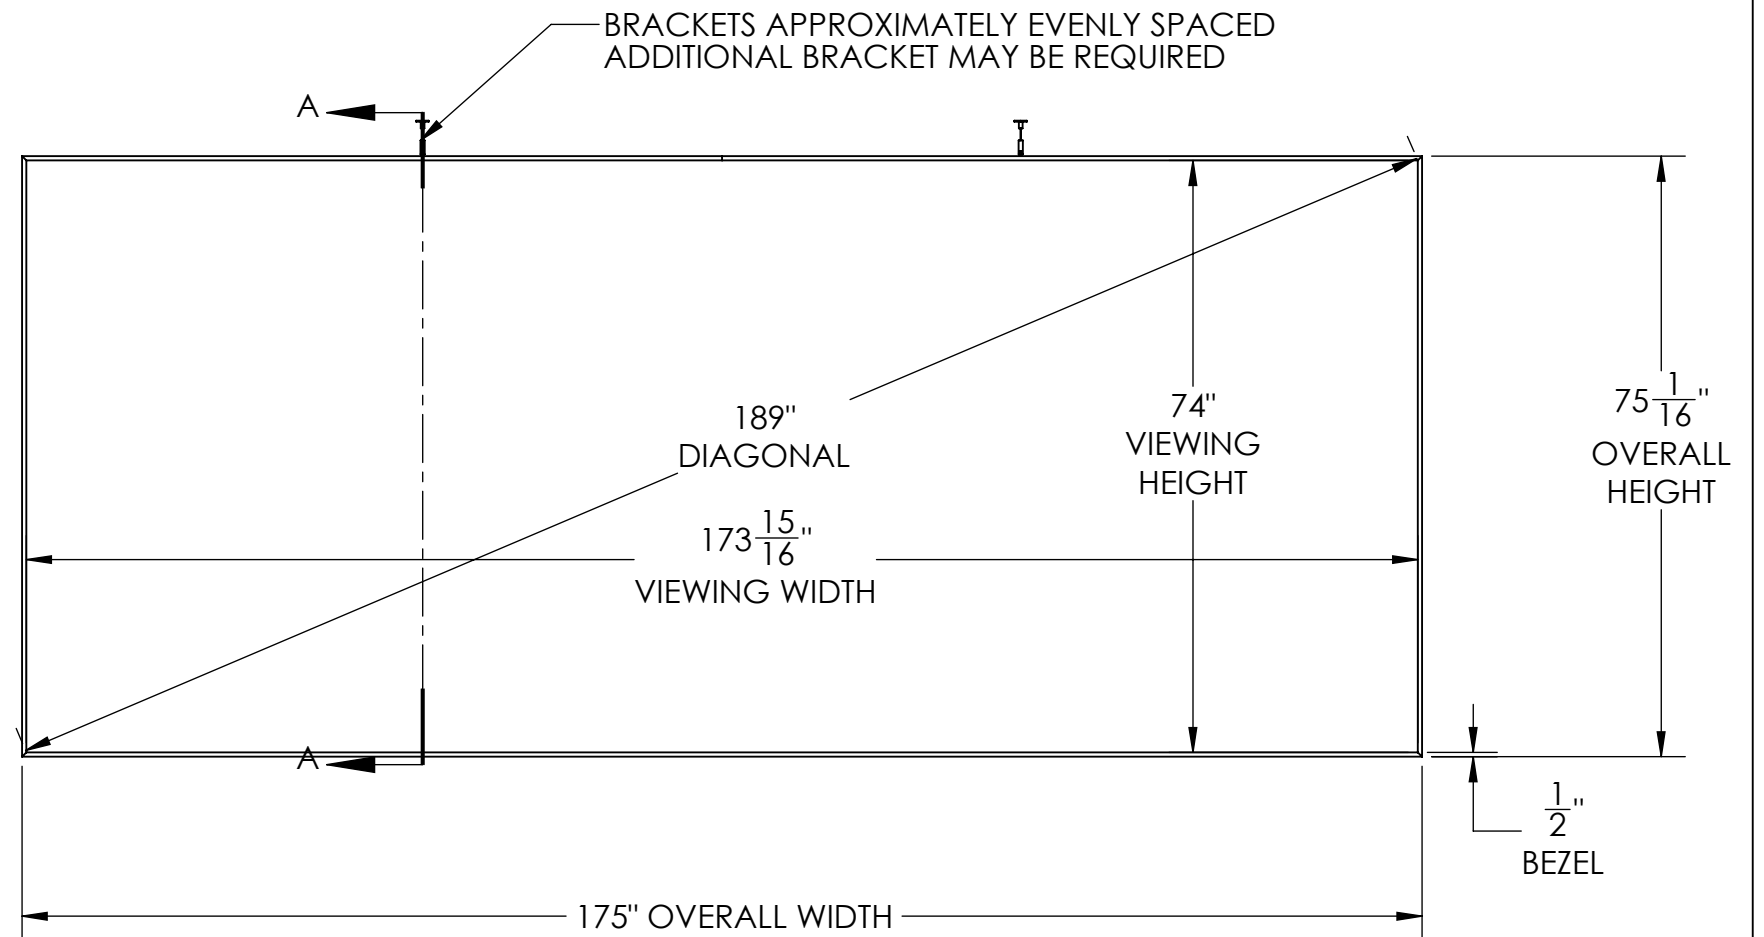 BRACKETS APPROXIMATELY EVENLY SPACED
ADDITIONAL BRACKET MAY BE REQUIRED
A
189"
DIAGONAL
74"
VIEWING
HEIGHT
75 1/16"
OVERALL
HEIGHT
173 15/16"
VIEWING WIDTH
A
1/2"
BEZEL
175" OVERALL WIDTH